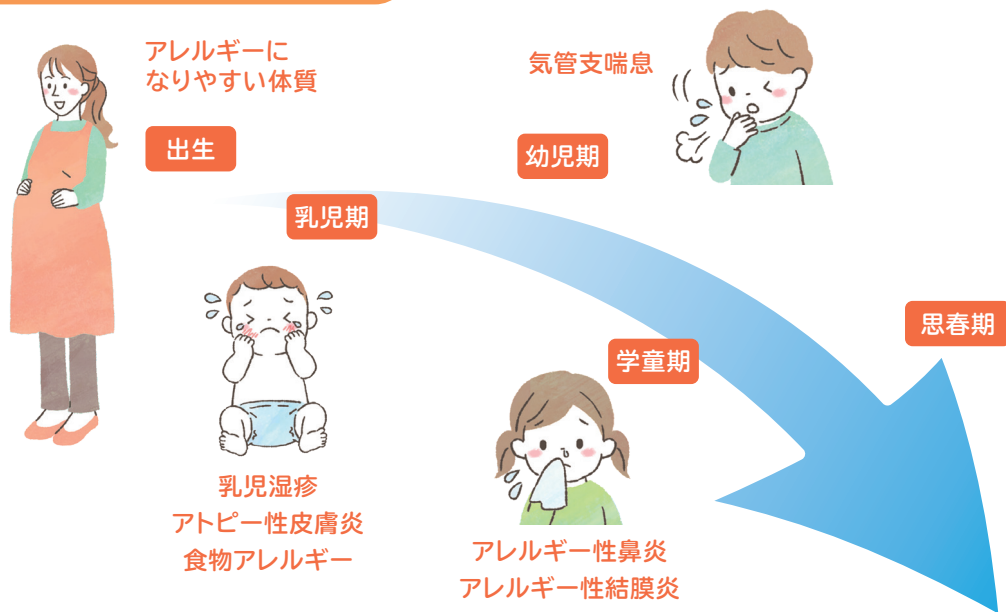 アレルギーに
なりやすい体質
出生
乳児期
乳児湿疹
アトピー性皮膚炎
食物アレルギー
気管支喘息
幼児期
学童期
アレルギー性鼻炎
アレルギー性結膜炎
思春期